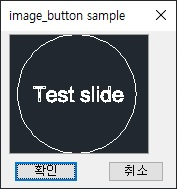 image_button sample
Test slide
확인
취소